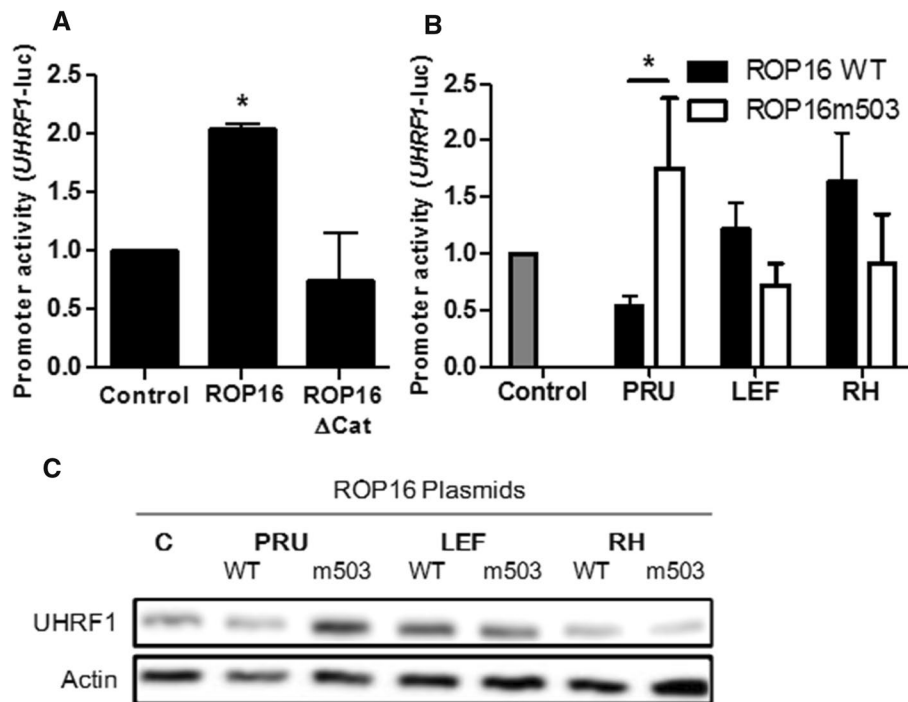 A
Promoter activity (UHRF1-luc)
2.5
2.0
1.5
1.0
0.5
0.0
*
Control
ROP16
ROP16
ΔCat
B
Promoter activity (UHRF1-luc)
2.5
2.0
1.5
1.0
0.5
0.0
*
ROP16 WT
ROP16m503
Control
PRU
LEF
RH
C
ROP16 Plasmids
C PRU LEF RH
WT m503 WT m503 WT m503
UHRF1
Actin